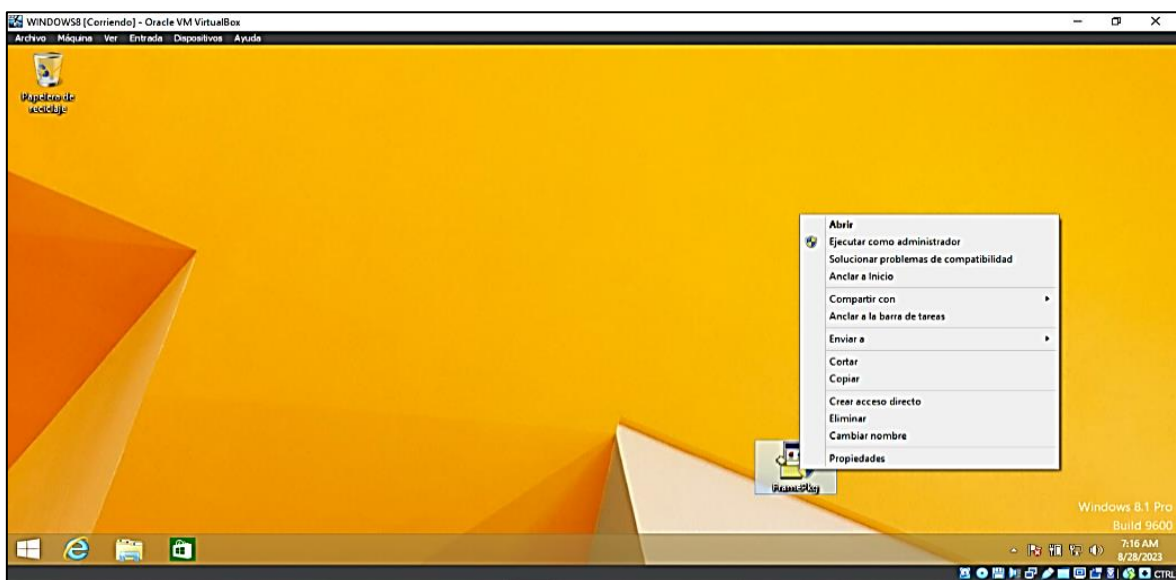 WINDOWS8 [Corriendo] - Oracle VM VirtualBox
Archivo Máquina Ver Entrada Dispositivos Ayuda
Papelera de
reciclaje
Abrir
Ejecutar como administrador
Solucionar problemas de compatibilidad
Anclar a Inicio
Compartir con
Anclar a la barra de tareas
Enviar a
Cortar
Copiar
Crear acceso directo
Eliminar
Cambiar nombre
Propiedades
FramePkg
Windows 8.1 Pro
Build 9600
7:16 AM
8/28/2023
CTRL